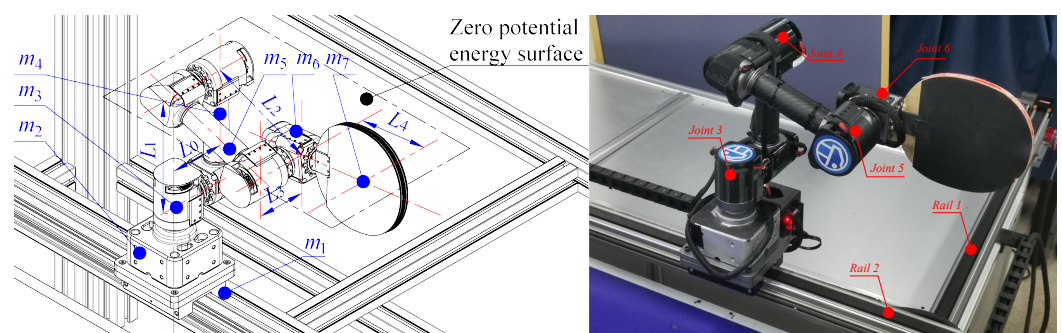 Zero potential
energy surface
m4
m5 m6 m7
m3
m2
L1
L0
L2
L3
L4
m1
Joint 4
Joint 6
Joint 3
Joint 5
Rail 1
Rail 2